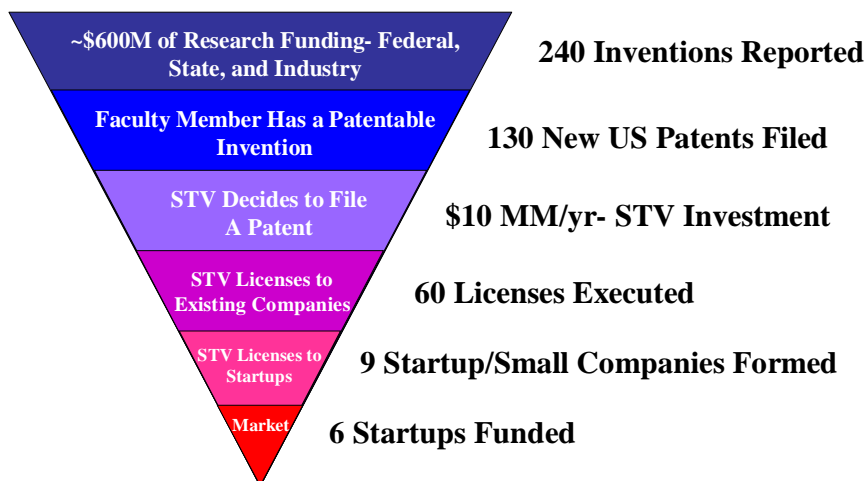 ~$600M of Research Funding- Federal,
State, and Industry
240 Inventions Reported
Faculty Member Has a Patentable
Invention
130 New US Patents Filed
STV Decides to File
A Patent
$10 MM/yr- STV Investment
STV Licenses to
Existing Companies
60 Licenses Executed
STV Licenses to
Startups
9 Startup/Small Companies Formed
Market
6 Startups Funded